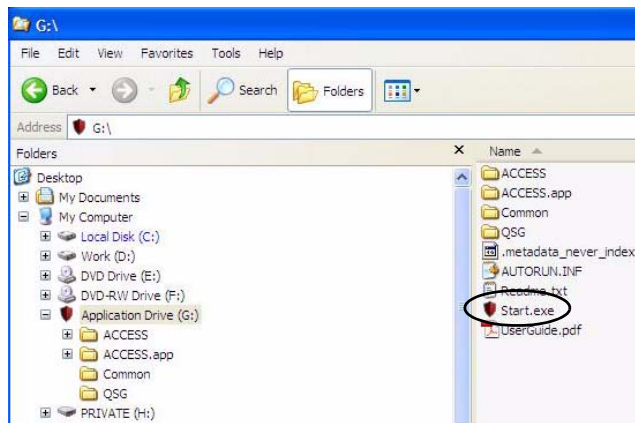 G:\
File Edit View Favorites Tools Help
Back Search Folders
Address G:\
Folders
Desktop
My Documents
My Computer
Local Disk (C:)
Work (D:)
DVD Drive (E:)
DVD-RW Drive (F:)
Application Drive (G:)
ACCESS
ACCESS.app
Common
QSG
PRIVATE (H:)
Name
ACCESS
ACCESS.app
Common
QSG
.metadata_never_index
AUTORUN.INF
Readme.txt
Start.exe
UserGuide.pdf